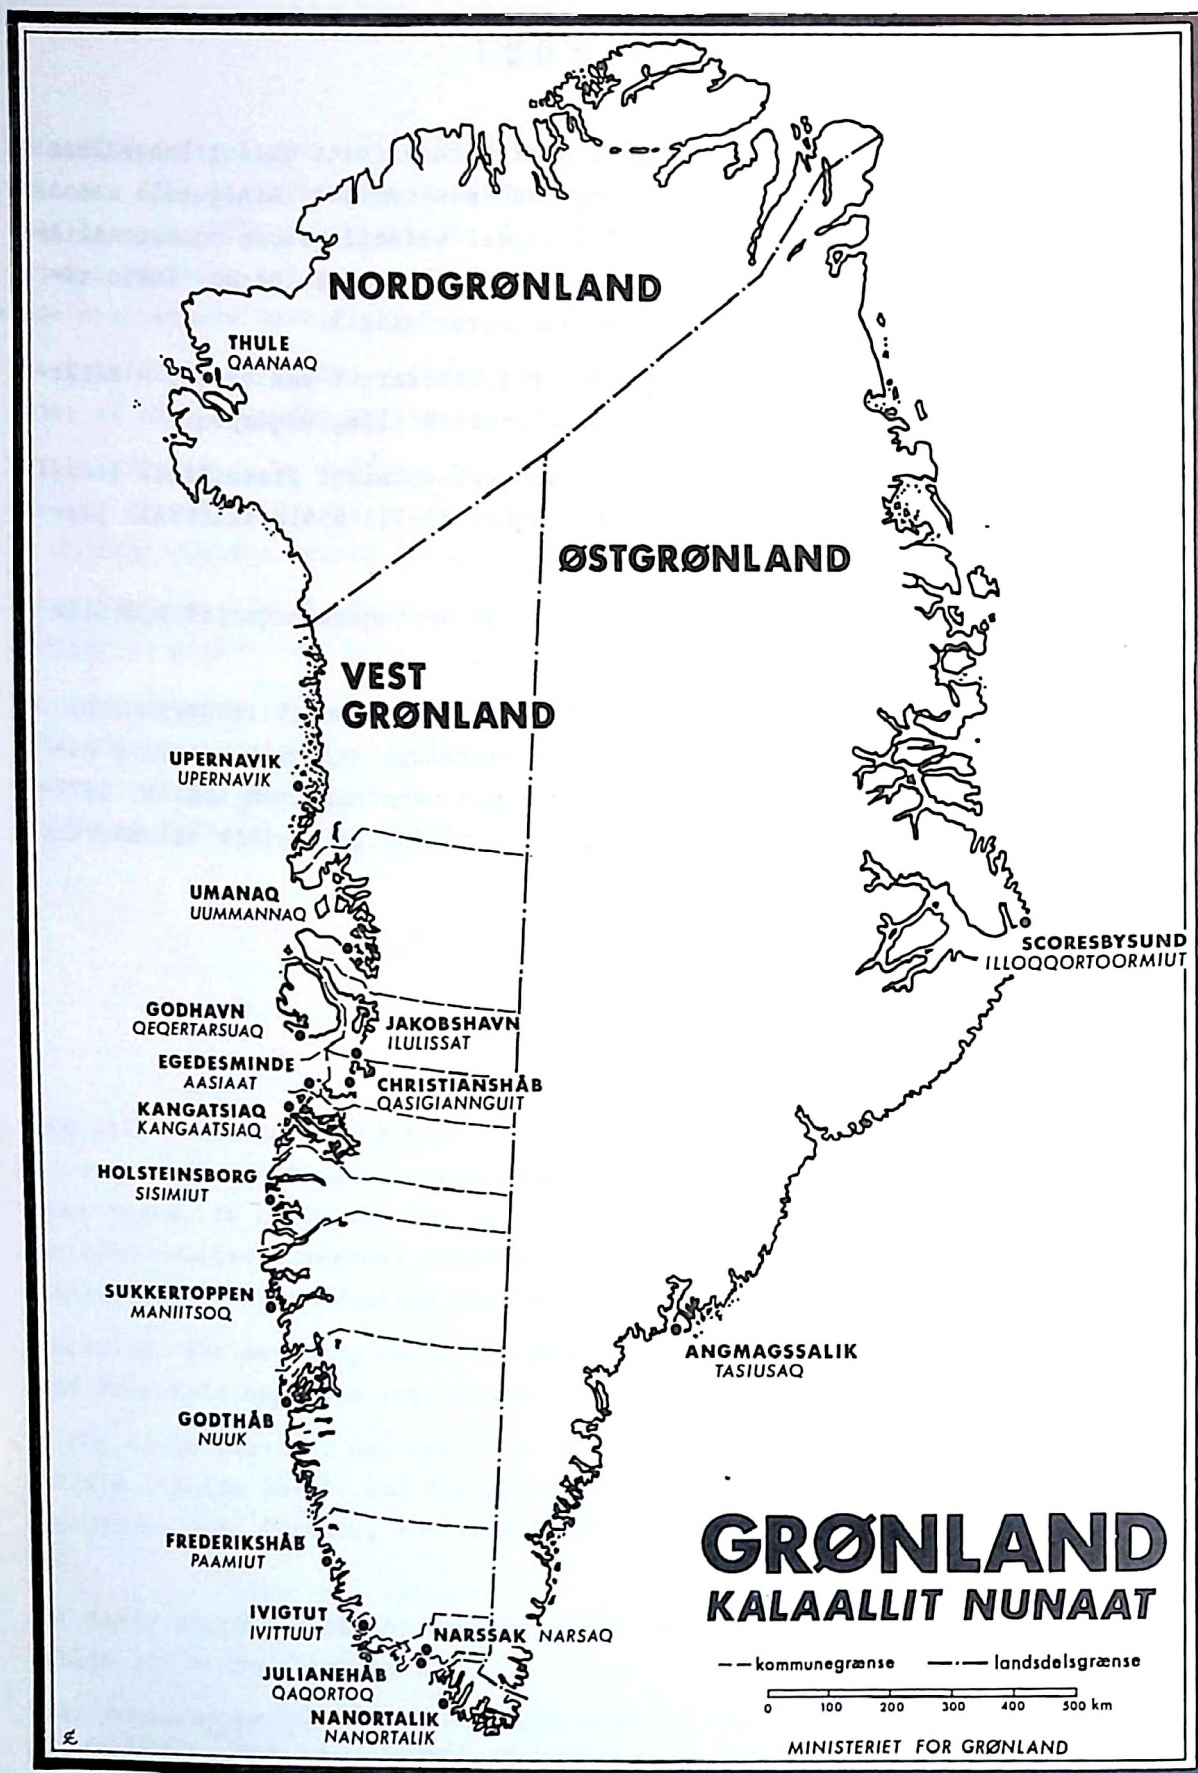 NORDGRØNLAND
THULE
QAANAAQ
ØSTGRØNLAND
VEST
GRØNLAND
UPERNAVIK
UPERNAVIK
UMANAQ
UUMMANNAQ
SCORESBYSUND
ILLOQQORTOORMIUT
GODHAVN
QEQERTARSUAQ
JAKOBSHAVN
ILULISSAT
EGEDESMINDE
AASIAAT
CHRISTIANSHÅB
QASIGIANNGUIT
KANGATSIAQ
KANGAATSIAQ
HOLSTEINSBORG
SISIMIUT
SUKKERTOPPEN
MANIITSOQ
ANGMAGSSALIK
TASIUSAQ
GODTHÅB
NUUK
FREDERIKSHÅB
PAAMIUT
IVIGTUT
IVITTUUT
NARSSAK NARSAQ
JULIANEHÅB
QAQORTOQ
NANORTALIK
NANORTALIK
GRØNLAND
KALAALLIT NUNAAT
kommunegrænse landsdelsgrænse
0 100 200 300 400 500 km
MINISTERIET FOR GRØNLAND